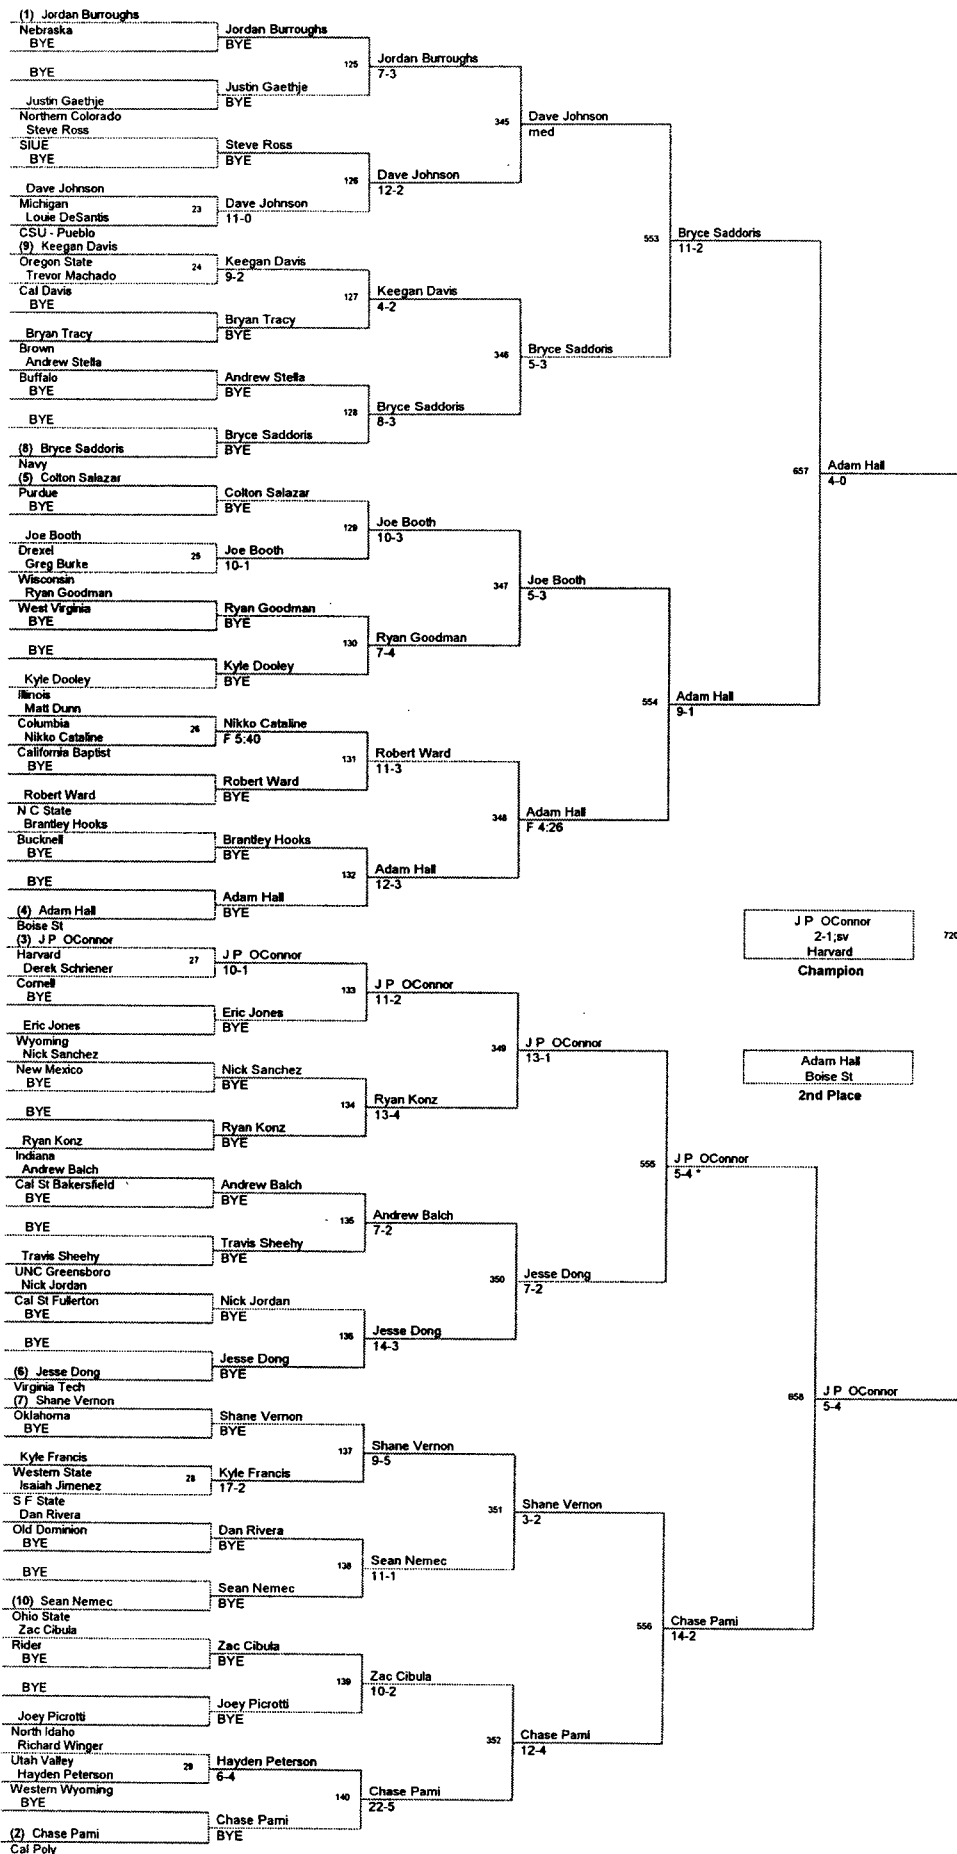 (1) Jordan Burroughs
Nebraska
BYE
BYE
Justin Gaethje
Northern Colorado
Steve Ross
SIUE
BYE
Dave Johnson
Michigan
23
Louie DeSantis
CSU - Pueblo
(9) Keegan Davis
Oregon State
24
Trevor Machado
Cal Davis
BYE
Bryan Tracy
Brown
Andrew Stella
Buffalo
BYE
BYE
(8) Bryce Saddoris
Navy
(5) Colton Salazar
Purdue
BYE
Joe Booth
Drexel
25
Greg Burke
Wisconsin
Ryan Goodman
West Virginia
BYE
BYE
Kyle Dooley
Illinois
Matt Dunn
Columbia
26
Nikko Cataline
California Baptist
BYE
Robert Ward
N C State
Brantley Hooks
Bucknell
BYE
BYE
(4) Adam Hall
Boise St
(3) J P OConnor
Harvard
27
Derek Schriener
Cornell
BYE
Eric Jones
Wyoming
Nick Sanchez
New Mexico
BYE
BYE
Ryan Konz
Indiana
Andrew Balch
Cal St Bakersfield
BYE
BYE
Travis Sheehy
UNC Greensboro
Nick Jordan
Cal St Fullerton
BYE
BYE
(6) Jesse Dong
Virginia Tech
(7) Shane Vernon
Oklahoma
BYE
Kyle Francis
Western State
28
Isaiah Jimenez
S F State
Dan Rivera
Old Dominion
BYE
BYE
(10) Sean Nemec
Ohio State
Zac Cibula
Rider
BYE
BYE
Joey Picrotti
North Idaho
Richard Winger
Utah Valley
29
Hayden Peterson
Western Wyoming
BYE
(2) Chase Pami
Cal Poly
Jordan Burroughs
BYE
125
Justin Gaethje
BYE
Steve Ross
BYE
126
Dave Johnson
11-0
Keegan Davis
9-2
127
Bryan Tracy
BYE
Andrew Stella
BYE
128
Bryce Saddoris
BYE
Colton Salazar
BYE
129
Joe Booth
10-1
Ryan Goodman
BYE
130
Kyle Dooley
BYE
Nikko Cataline
F 5:40
131
Robert Ward
BYE
Brantley Hooks
BYE
132
Adam Hall
BYE
J P OConnor
10-1
133
Eric Jones
BYE
Nick Sanchez
BYE
134
Ryan Konz
BYE
Andrew Balch
BYE
135
Travis Sheehy
BYE
Nick Jordan
BYE
136
Jesse Dong
BYE
Shane Vernon
BYE
137
Kyle Francis
17-2
Dan Rivera
BYE
138
Sean Nemec
BYE
Zac Cibula
BYE
139
Joey Picrotti
BYE
Hayden Peterson
6-4
140
Chase Pami
BYE
Jordan Burroughs
7-3
345
Dave Johnson
12-2
Keegan Davis
4-2
346
Bryce Saddoris
8-3
Joe Booth
10-3
347
Ryan Goodman
7-4
Robert Ward
11-3
348
Adam Hall
12-3
J P OConnor
11-2
349
Ryan Konz
13-4
Andrew Balch
7-2
350
Jesse Dong
14-3
Shane Vernon
9-5
351
Sean Nemec
11-1
Zac Cibula
10-2
352
Chase Pami
22-5
Dave Johnson
med
553
Bryce Saddoris
5-3
Joe Booth
5-3
554
Adam Hall
F 4:26
J P OConnor
13-1
555
Jesse Dong
7-2
Shane Vernon
3-2
556
Chase Pami
12-4
Bryce Saddoris
11-2
657
Adam Hall
9-1
J P OConnor
5-4 *
658
Chase Pami
14-2
Adam Hall
4-0
J P OConnor
5-4
J P OConnor
2-1;sv
Harvard
Champion
720
Adam Hall
Boise St
2nd Place